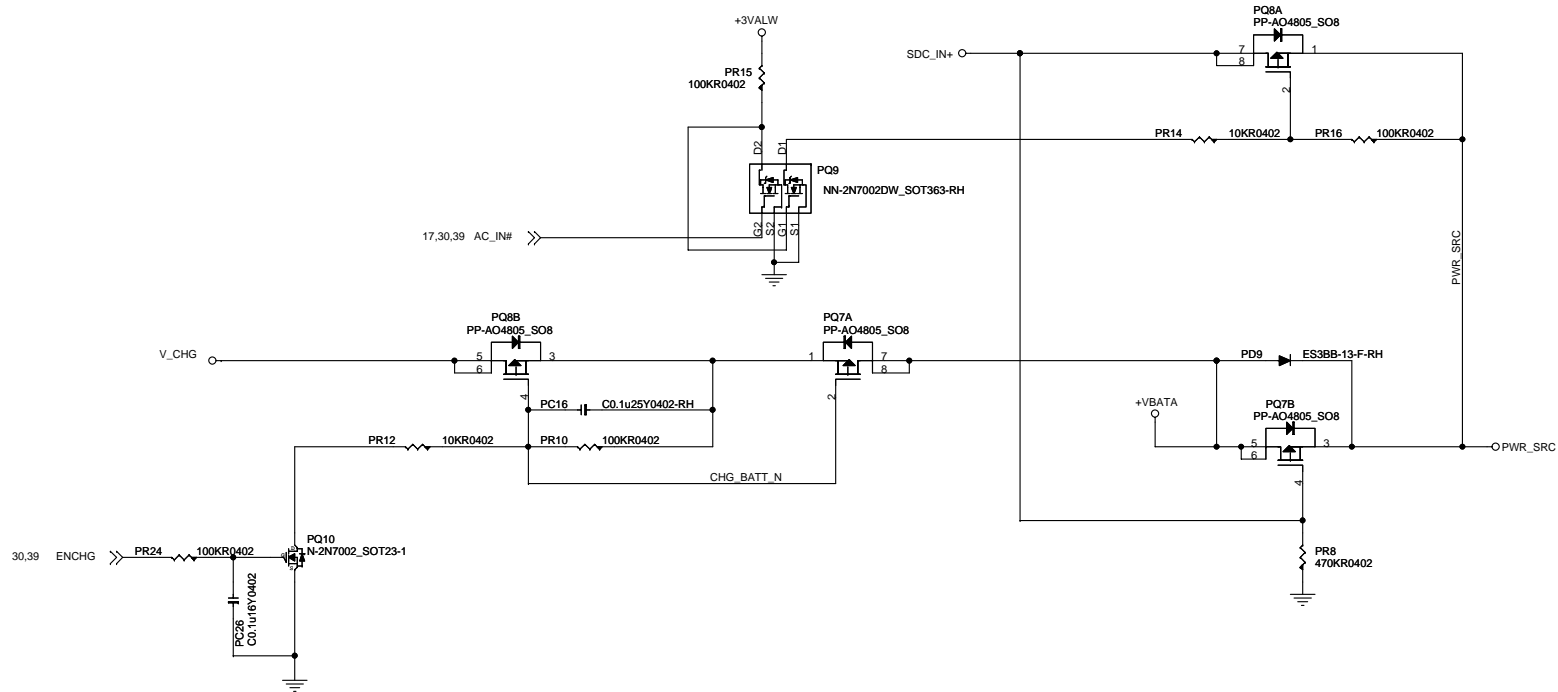 PQ8A
PP-AO4805_SO8
+3VALW
SDC_IN+
7
8
1
2
PR15
100KR0402
D2
D1
PR14
10KR0402
PR16
100KR0402
PQ9
NN-2N7002DW_SOT363-RH
G2
S2
G1
S1
17,30,39
AC_IN#
PWR_SRC
PQ8B
PP-AO4805_SO8
PQ7A
PP-AO4805_SO8
V_CHG
5
6
3
4
1
7
8
2
PD9
ES3BB-13-F-RH
PC16
C0.1u25Y0402-RH
+VBATA
PQ7B
PP-AO4805_SO8
PR12
10KR0402
PR10
100KR0402
5
6
3
4
PWR_SRC
CHG_BATT_N
30,39
ENCHG
PR24
100KR0402
PQ10
N-2N7002_SOT23-1
PR8
470KR0402
PC26
C0.1u16Y0402